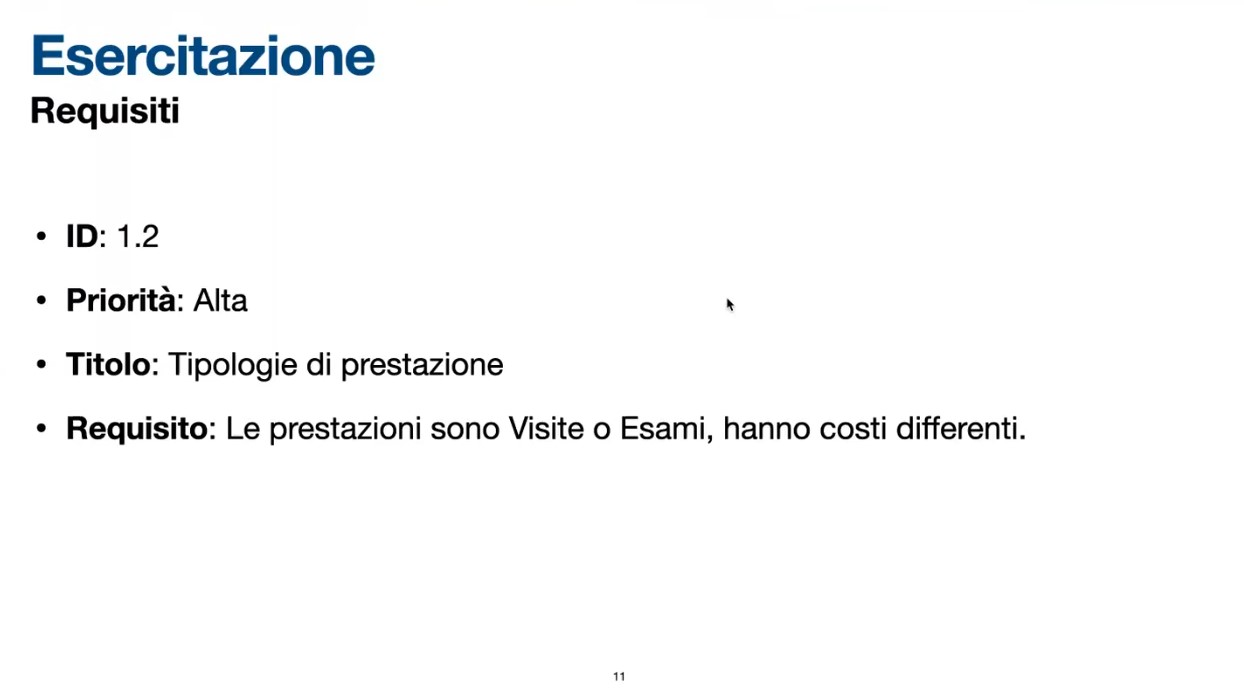 Esercitazione
Requisiti
• ID: 1.2
• Priorità: Alta
• Titolo: Tipologie di prestazione
• Requisito: Le prestazioni sono Visite o Esami, hanno costi differenti.
11